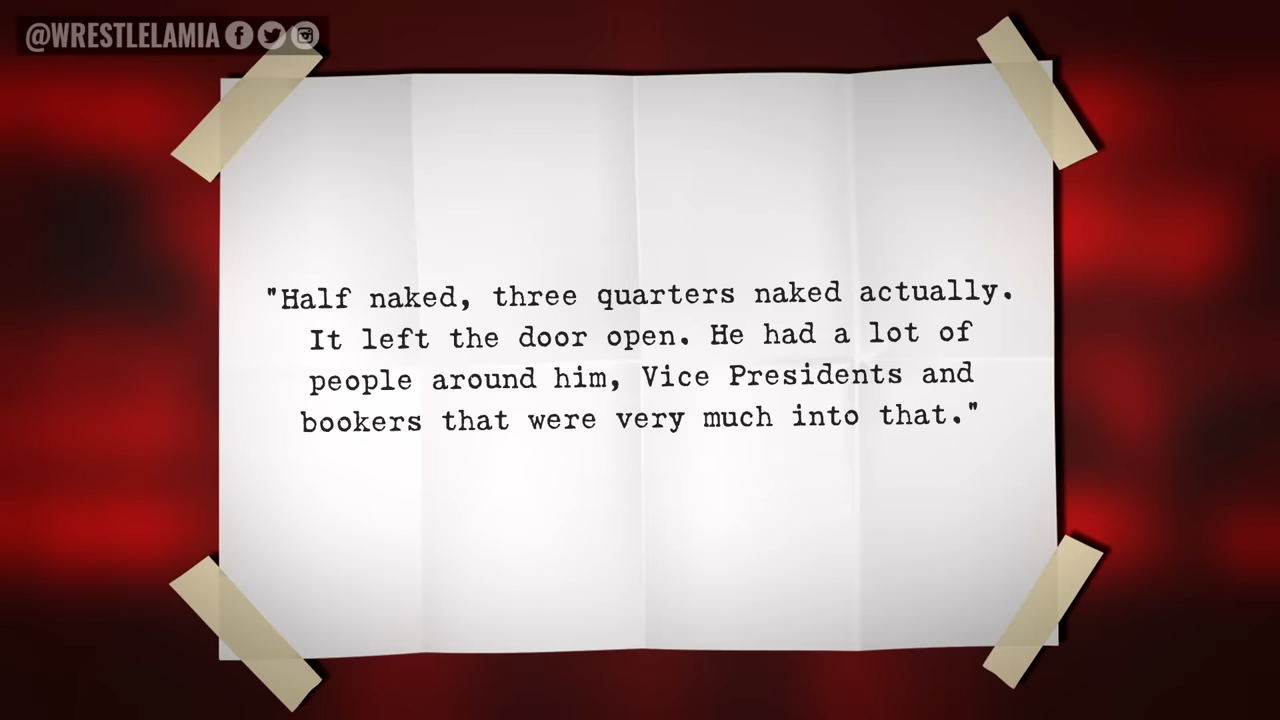 @WRESTLELAMIA
"Half naked, three quarters naked actually.
It left the door open. He had a lot of
people around him, Vice Presidents and
bookers that were very much into that."